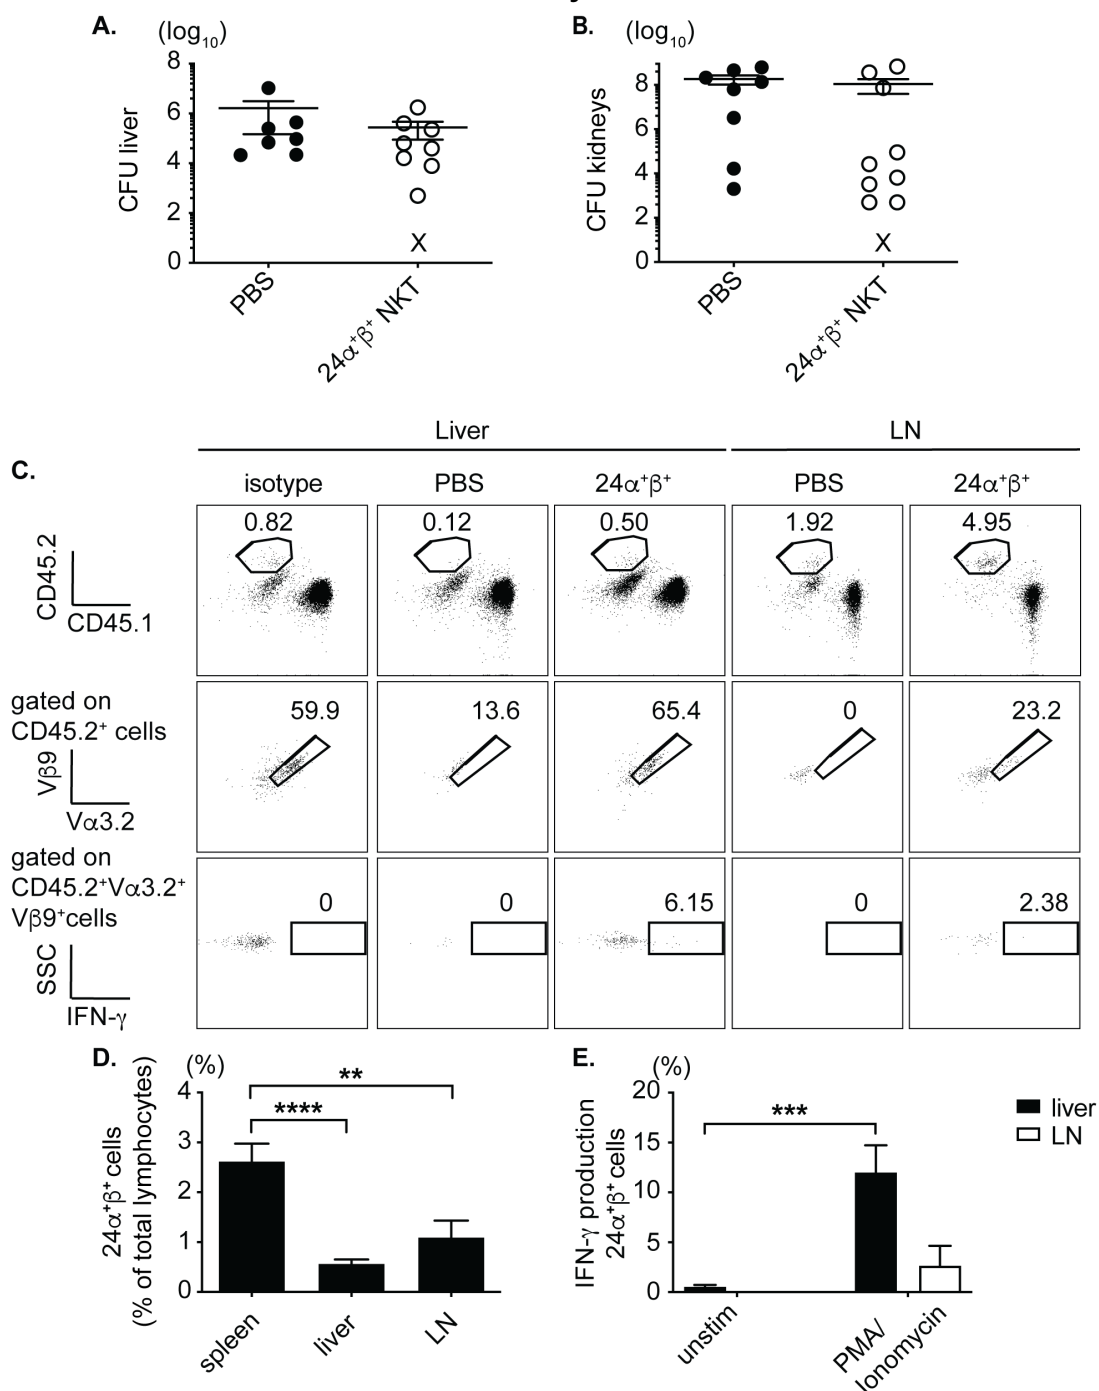 A. (log10)
8
6
4
2
0
CFU liver
PBS
24α+β+ NKT
X
B. (log10)
8
6
4
2
0
CFU kidneys
PBS
24α+β+ NKT
X
Liver LN
C.
isotype PBS 24α+β+ PBS 24α+β+
0.82 0.12 0.50 1.92 4.95
CD45.2
CD45.1
gated on
CD45.2+ cells
59.9 13.6 65.4 0 23.2
Vβ9
Vα3.2
gated on
CD45.2+Vα3.2+
Vβ9+cells
0 0 6.15 0 2.38
SSC
IFN-γ
D. (%)
24α+β+ cells
(% of total lymphocytes)
4
3
2
1
0
**
****
spleen
liver
LN
E. (%)
IFN-γ production
24α+β+ cells
20
15
10
5
0
***
unstim
PMA/
Ionomycin
liver
LN